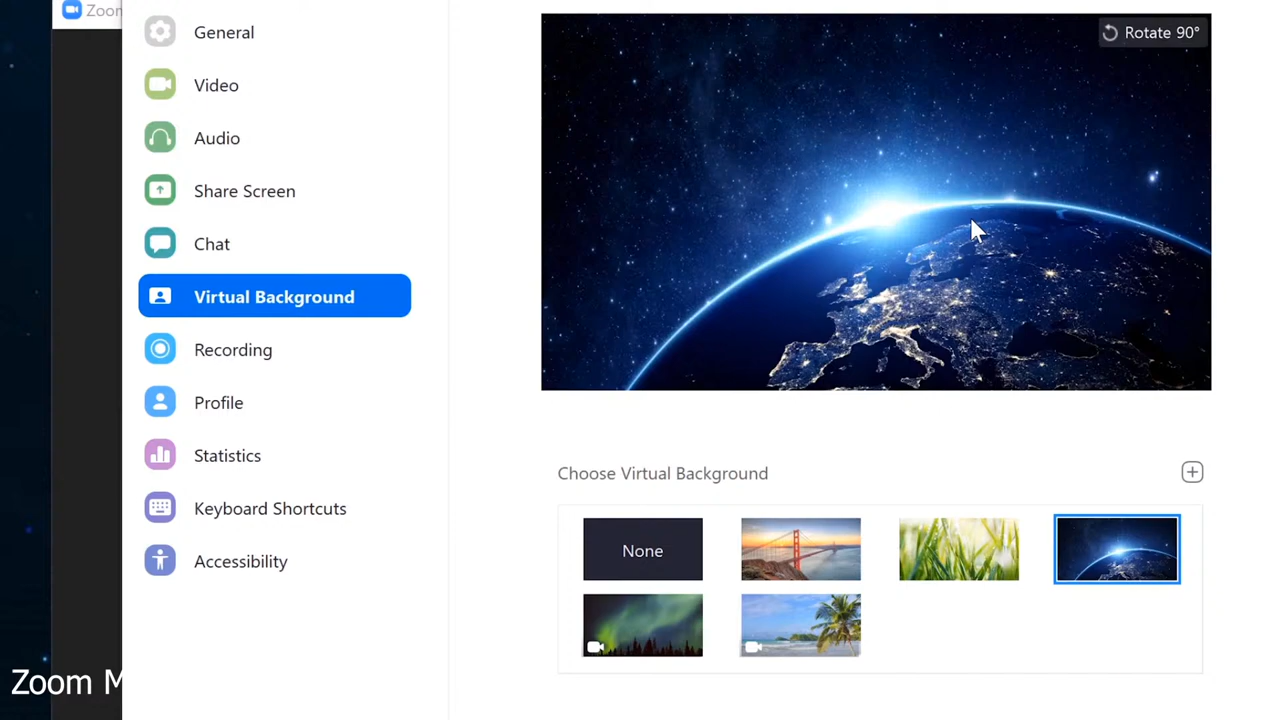 Zoom
General
Video
Audio
Share Screen
Chat
Virtual Background
Recording
Profile
Statistics
Keyboard Shortcuts
Accessibility
Rotate 90°
Choose Virtual Background
None
Zoom M